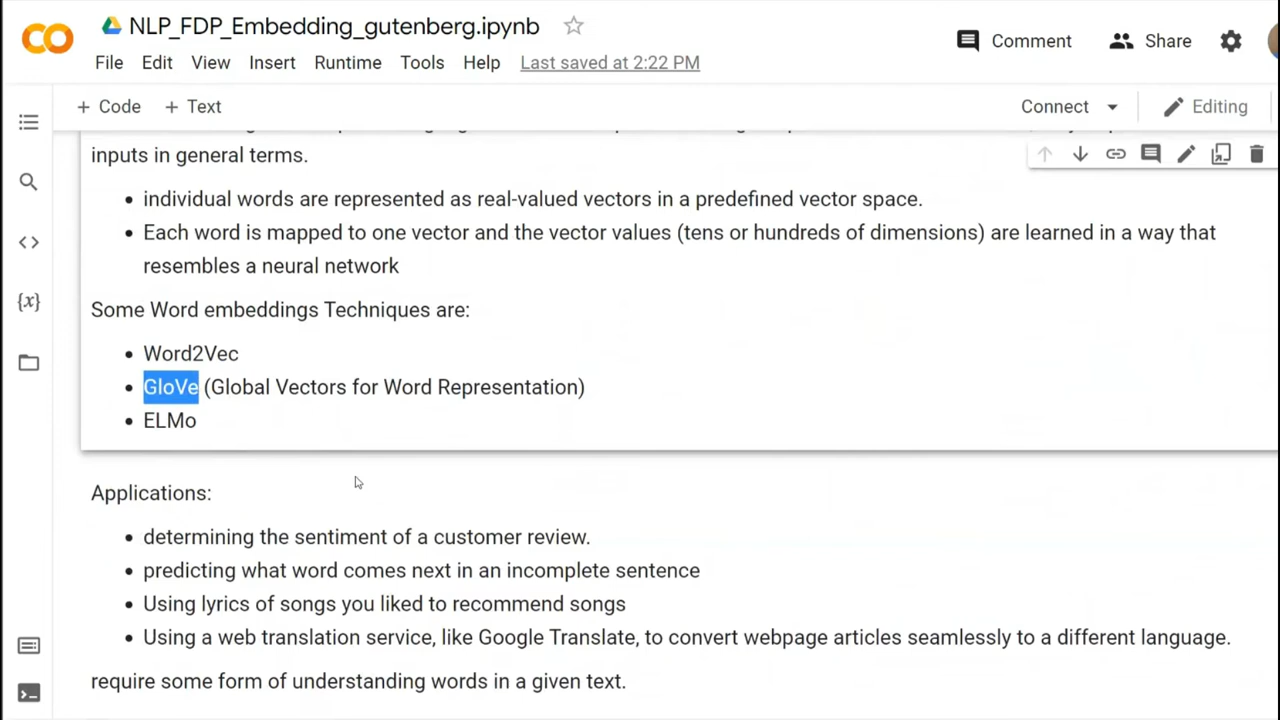 NLP_FDP_Embedding_gutenberg.ipynb
Comment
Share
File Edit View Insert Runtime Tools Help Last saved at 2:22 PM
+ Code + Text
Connect
Editing
inputs in general terms.
• individual words are represented as real-valued vectors in a predefined vector space.
• Each word is mapped to one vector and the vector values (tens or hundreds of dimensions) are learned in a way that
resembles a neural network
Some Word embeddings Techniques are:
• Word2Vec
• GloVe (Global Vectors for Word Representation)
• ELMo
Applications:
• determining the sentiment of a customer review.
• predicting what word comes next in an incomplete sentence
• Using lyrics of songs you liked to recommend songs
• Using a web translation service, like Google Translate, to convert webpage articles seamlessly to a different language.
require some form of understanding words in a given text.